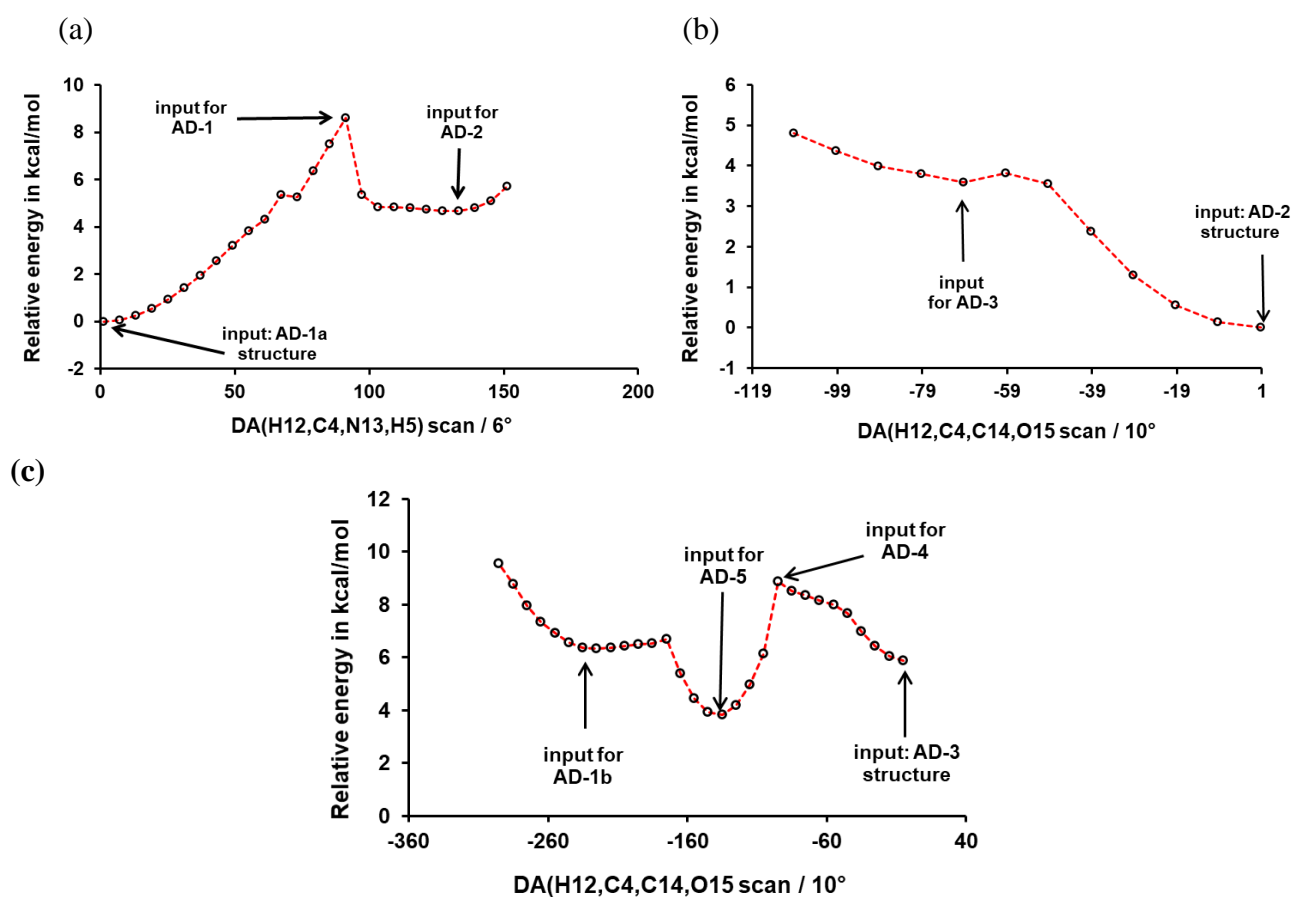 (a)
10
8
6
4
2
0
-2
0
50
100
150
200
Relative energy in kcal/mol
DA(H12,C4,N13,H5) scan / 6°
input for
AD-1
input for
AD-2
input: AD-1a
structure
(b)
6
5
4
3
2
1
0
-1
-119
-99
-79
-59
-39
-19
1
Relative energy in kcal/mol
DA(H12,C4,C14,O15 scan / 10°
input
for AD-3
input: AD-2
structure
(c)
12
10
8
6
4
2
0
-360
-260
-160
-60
40
Relative energy in kcal/mol
DA(H12,C4,C14,O15 scan / 10°
input for
AD-5
input for
AD-4
input for
AD-1b
input: AD-3
structure